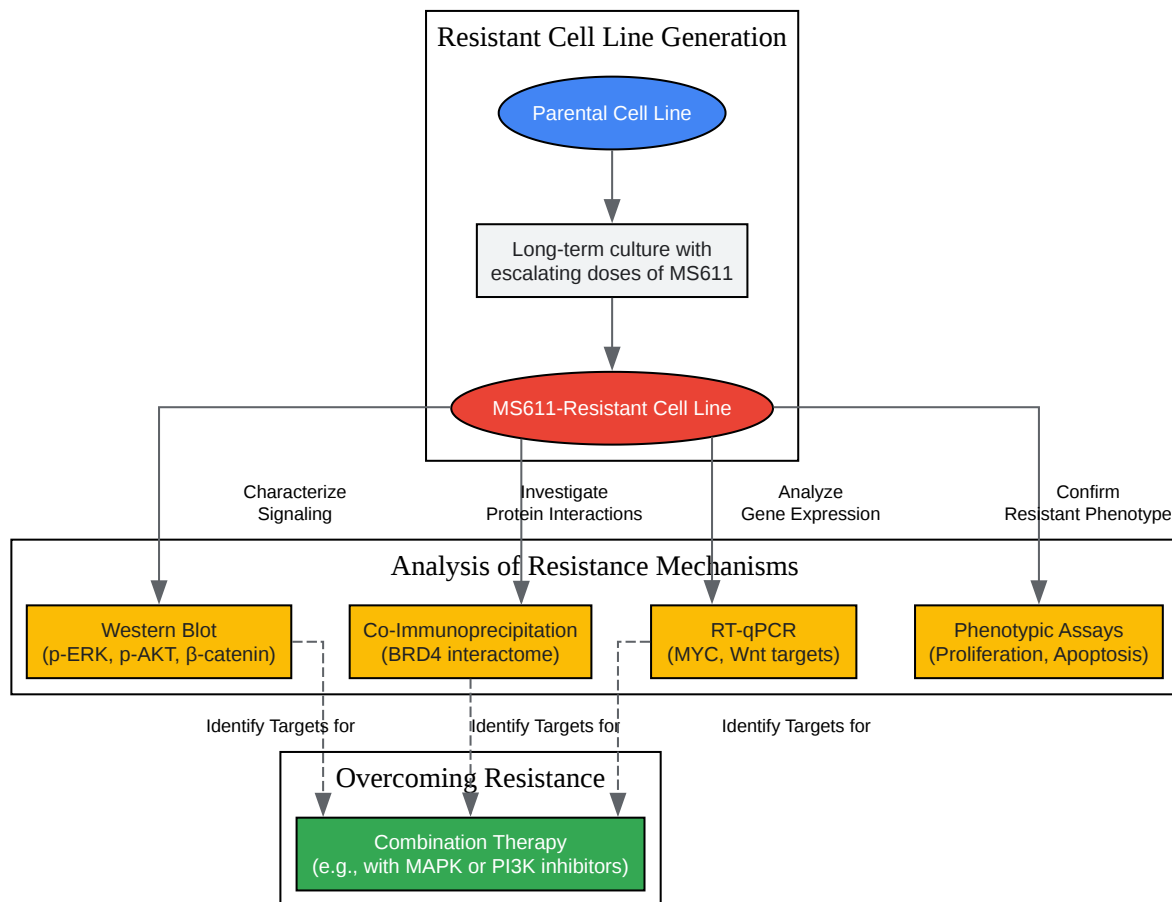 Resistant Cell Line Generation
Parental Cell Line
Long-term culture with
escalating doses of MS611
MS611-Resistant Cell Line
Characterize
Signaling
Investigate
Protein Interactions
Analyze
Gene Expression
Confirm
Resistant Phenotype
Analysis of Resistance Mechanisms
Western Blot
(p-ERK, p-AKT, β-catenin)
Co-Immunoprecipitation
(BRD4 interactome)
RT-qPCR
(MYC, Wnt targets)
Phenotypic Assays
(Proliferation, Apoptosis)
Identify Targets for
Identify Targets for
Identify Targets for
Overcoming Resistance
Combination Therapy
(e.g., with MAPK or PI3K inhibitors)